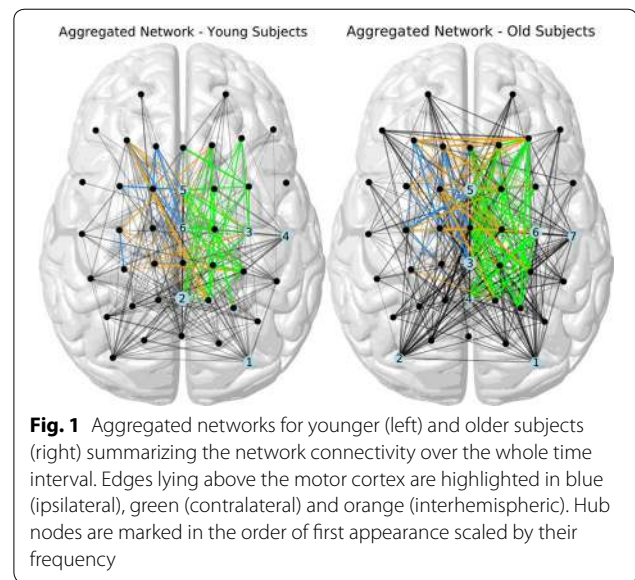 Aggregated Network - Young Subjects
Aggregated Network - Old Subjects
5
6
3
4
2
1
5
6
7
3
4
2
1
Fig. 1 Aggregated networks for younger (left) and older subjects
(right) summarizing the network connectivity over the whole time
interval. Edges lying above the motor cortex are highlighted in blue
(ipsilateral), green (contralateral) and orange (interhemispheric). Hub
nodes are marked in the order of first appearance scaled by their
frequency